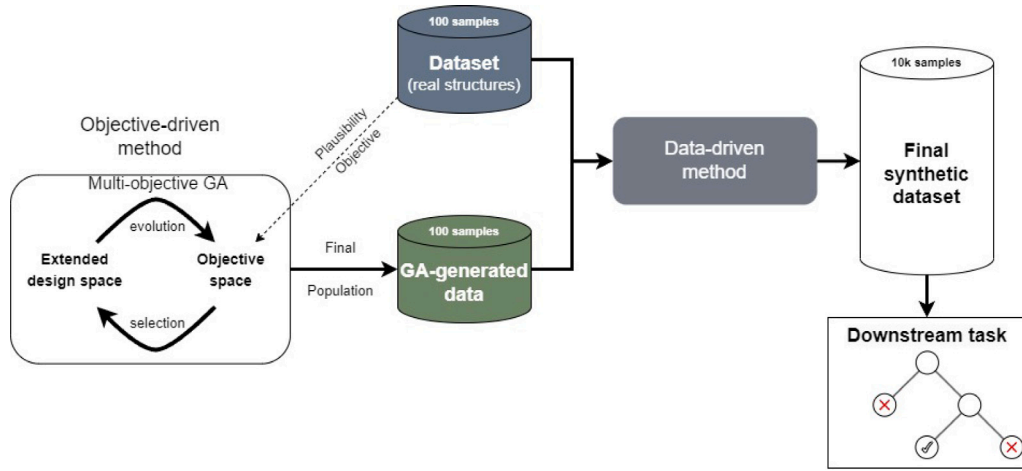 Objective-driven
method
Multi-objective GA
evolution
Extended
design space
Objective
space
selection
Plausibility
Objective
100 samples
Dataset
(real structures)
Final
Population
100 samples
GA-generated
data
Data-driven
method
10k samples
Final
synthetic
dataset
Downstream task